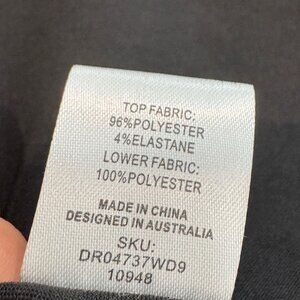 TOP FABRIC:
96%POLYESTER
4%ELASTANE
LOWER FABRIC:
100%POLYESTER
MADE IN CHINA
DESIGNED IN AUSTRALIA
SKU:
DR04737WD9
10948